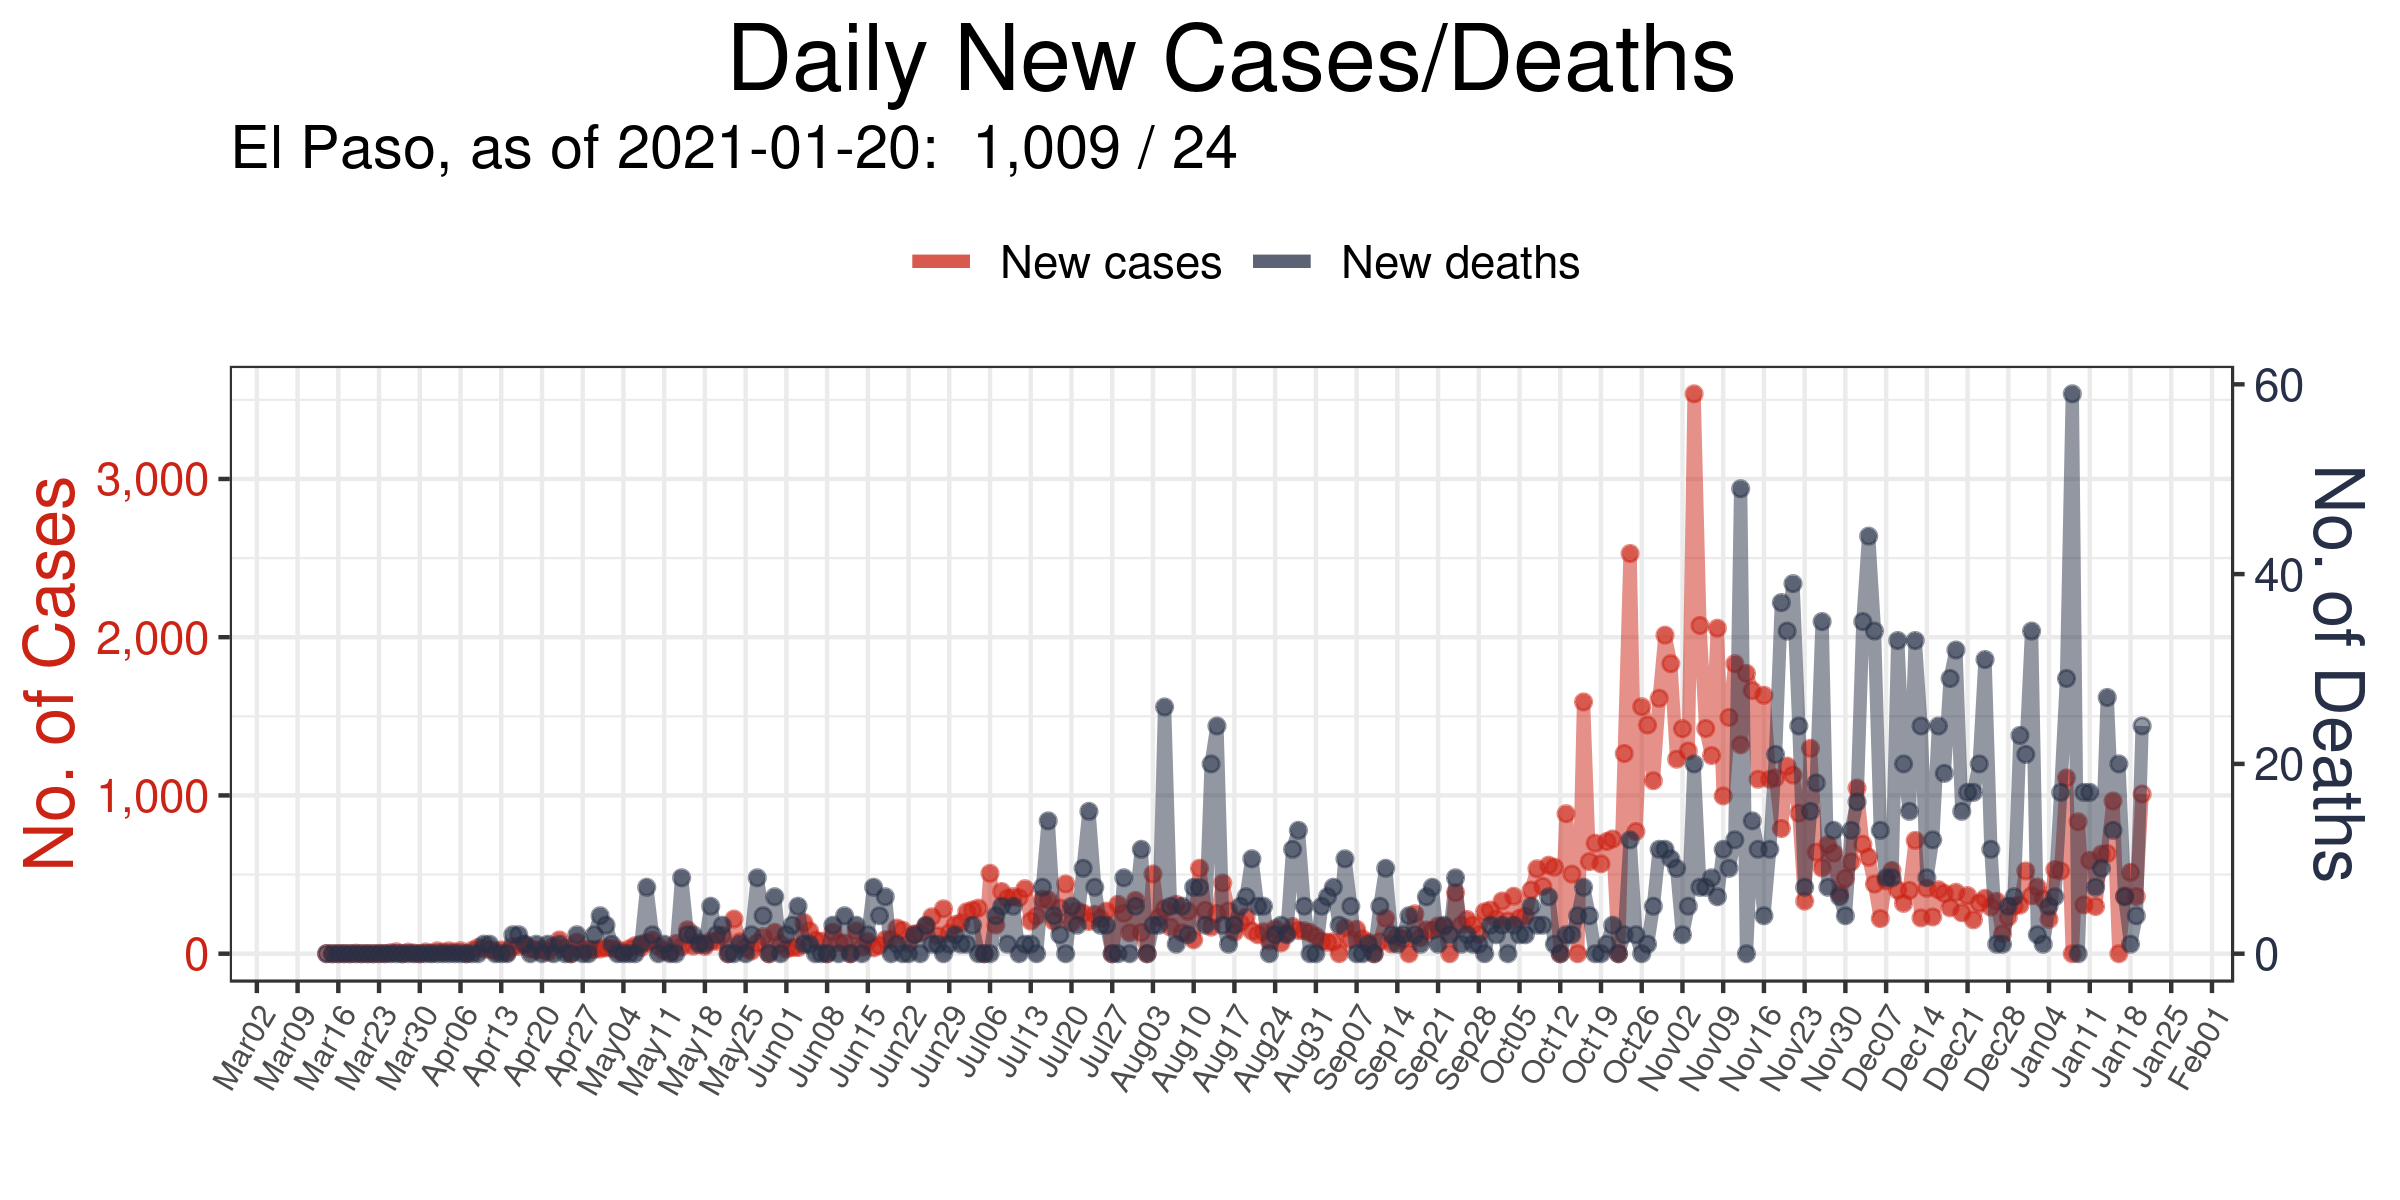 Daily New Cases/Deaths
El Paso, as of 2021-01-20:  1,009 / 24
New cases
New deaths
No. of Cases
3,000
2,000
1,000
0
60
40
20
0
No. of Deaths
Mar02
Mar09
Mar16
Mar23
Mar30
Apr06
Apr13
Apr20
Apr27
May04
May11
May18
May25
Jun01
Jun08
Jun15
Jun22
Jun29
Jul06
Jul13
Jul20
Jul27
Aug03
Aug10
Aug17
Aug24
Aug31
Sep07
Sep14
Sep21
Sep28
Oct05
Oct12
Oct19
Oct26
Nov02
Nov09
Nov16
Nov23
Nov30
Dec07
Dec14
Dec21
Dec28
Jan04
Jan11
Jan18
Jan25
Feb01